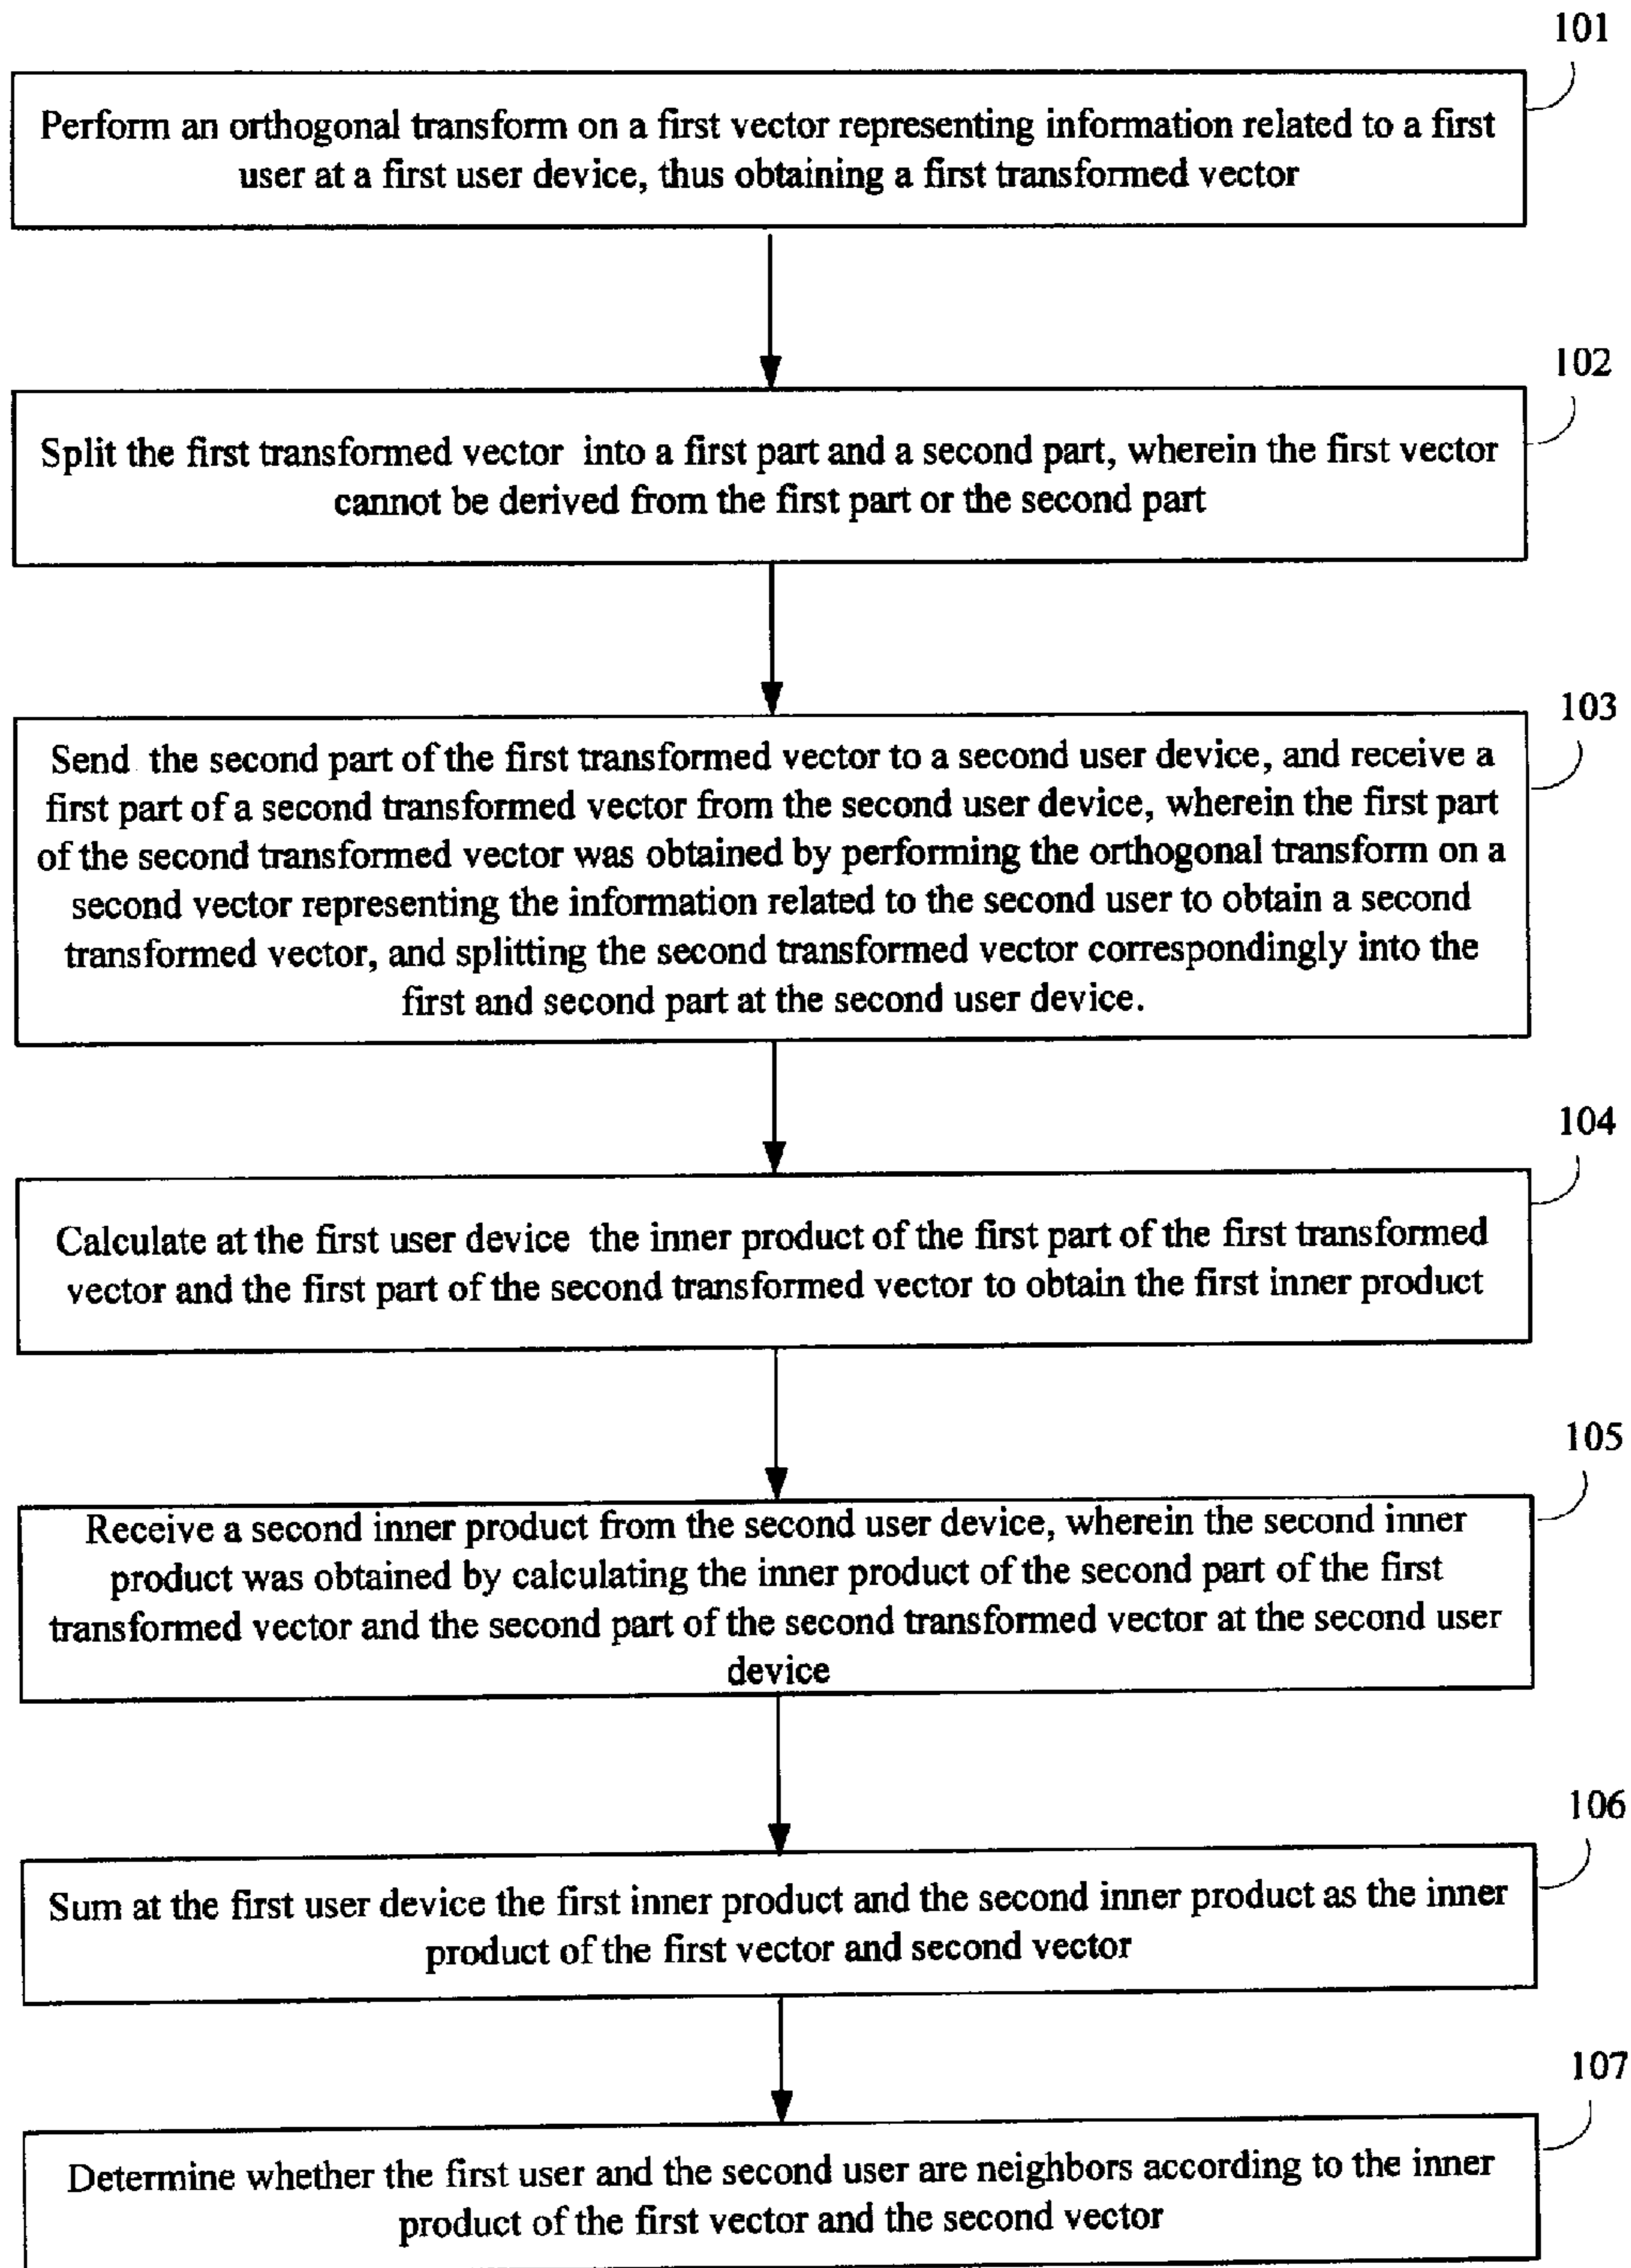 101
Perform an orthogonal transform on a first vector representing information related to a first
user at a first user device, thus obtaining a first transformed vector
102
Split the first transformed vector into a first part and a second part, wherein the first vector
cannot be derived from the first part or the second part
103
Send the second part of the first transformed vector to a second user device, and receive a
first part of a second transformed vector from the second user device, wherein the first part
of the second transformed vector was obtained by performing the orthogonal transform on a
second vector representing the information related to the second user to obtain a second
transformed vector, and splitting the second transformed vector correspondingly into the
first and second part at the second user device.
104
Calculate at the first user device the inner product of the first part of the first transformed
vector and the first part of the second transformed vector to obtain the first inner product
105
Receive a second inner product from the second user device, wherein the second inner
product was obtained by calculating the inner product of the second part of the first
transformed vector and the second part of the second transformed vector at the second user
device
106
Sum at the first user device the first inner product and the second inner product as the inner
product of the first vector and second vector
107
Determine whether the first user and the second user are neighbors according to the inner
product of the first vector and the second vector